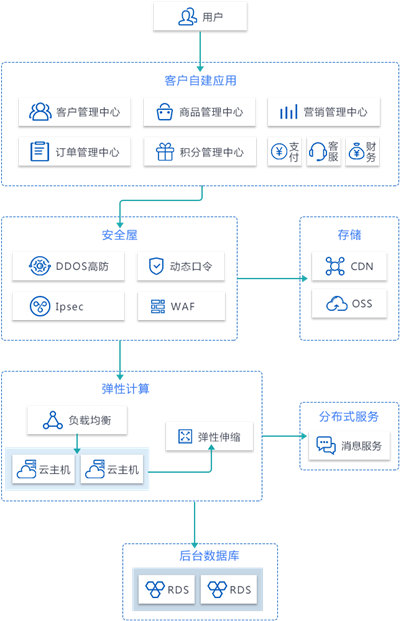 用户
客户自建应用
客户管理中心 商品管理中心 营销管理中心
订单管理中心 积分管理中心 支付 客服 财务
安全屋 存储
DDOS高防 动态口令 CDN
Ipsec WAF OSS
弹性计算
负载均衡 分布式服务
弹性伸缩 消息服务
云主机 云主机
后台数据库
RDS RDS